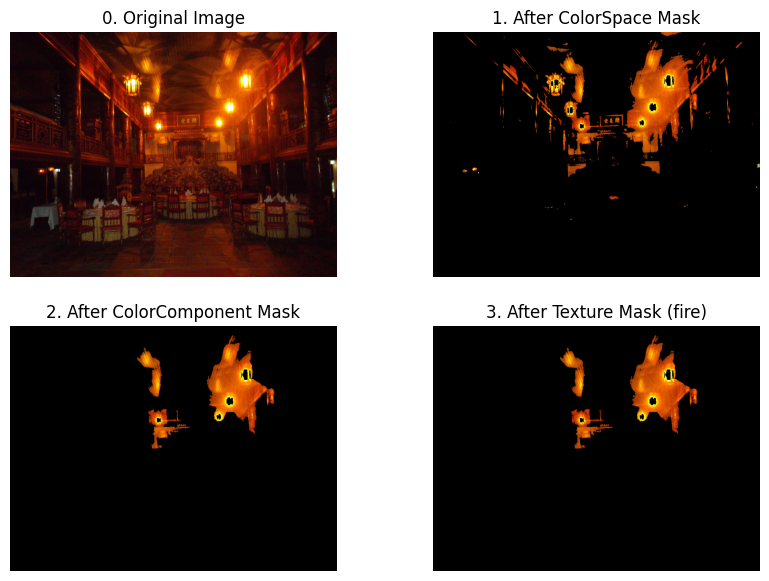 0. Original Image
1. After ColorSpace Mask
2. After ColorComponent Mask
3. After Texture Mask (fire)